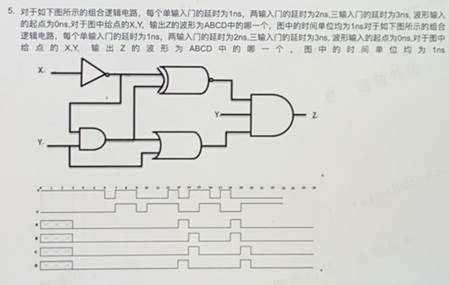 5. 对于如下图所示的组合逻辑电路，每个单输入门的延时为1ns，两输入门的延时为2ns,三输入门的延时为3ns, 波形输入
的起点为0ns,对于图中给点的X,Y, 输出Z的波形为ABCD中的哪一个，图中的时间单位均为1ns对于如下图所示的组合
逻辑电路，每个单输入门的延时为1ns，两输入门的延时为2ns,三输入门的延时为3ns, 波形输入的起点为0ns,对于图中
给点的X,Y, 输出Z的波形为ABCD中的哪一个，图中的时间单位均为1ns
X.
Y
Z.
Y.